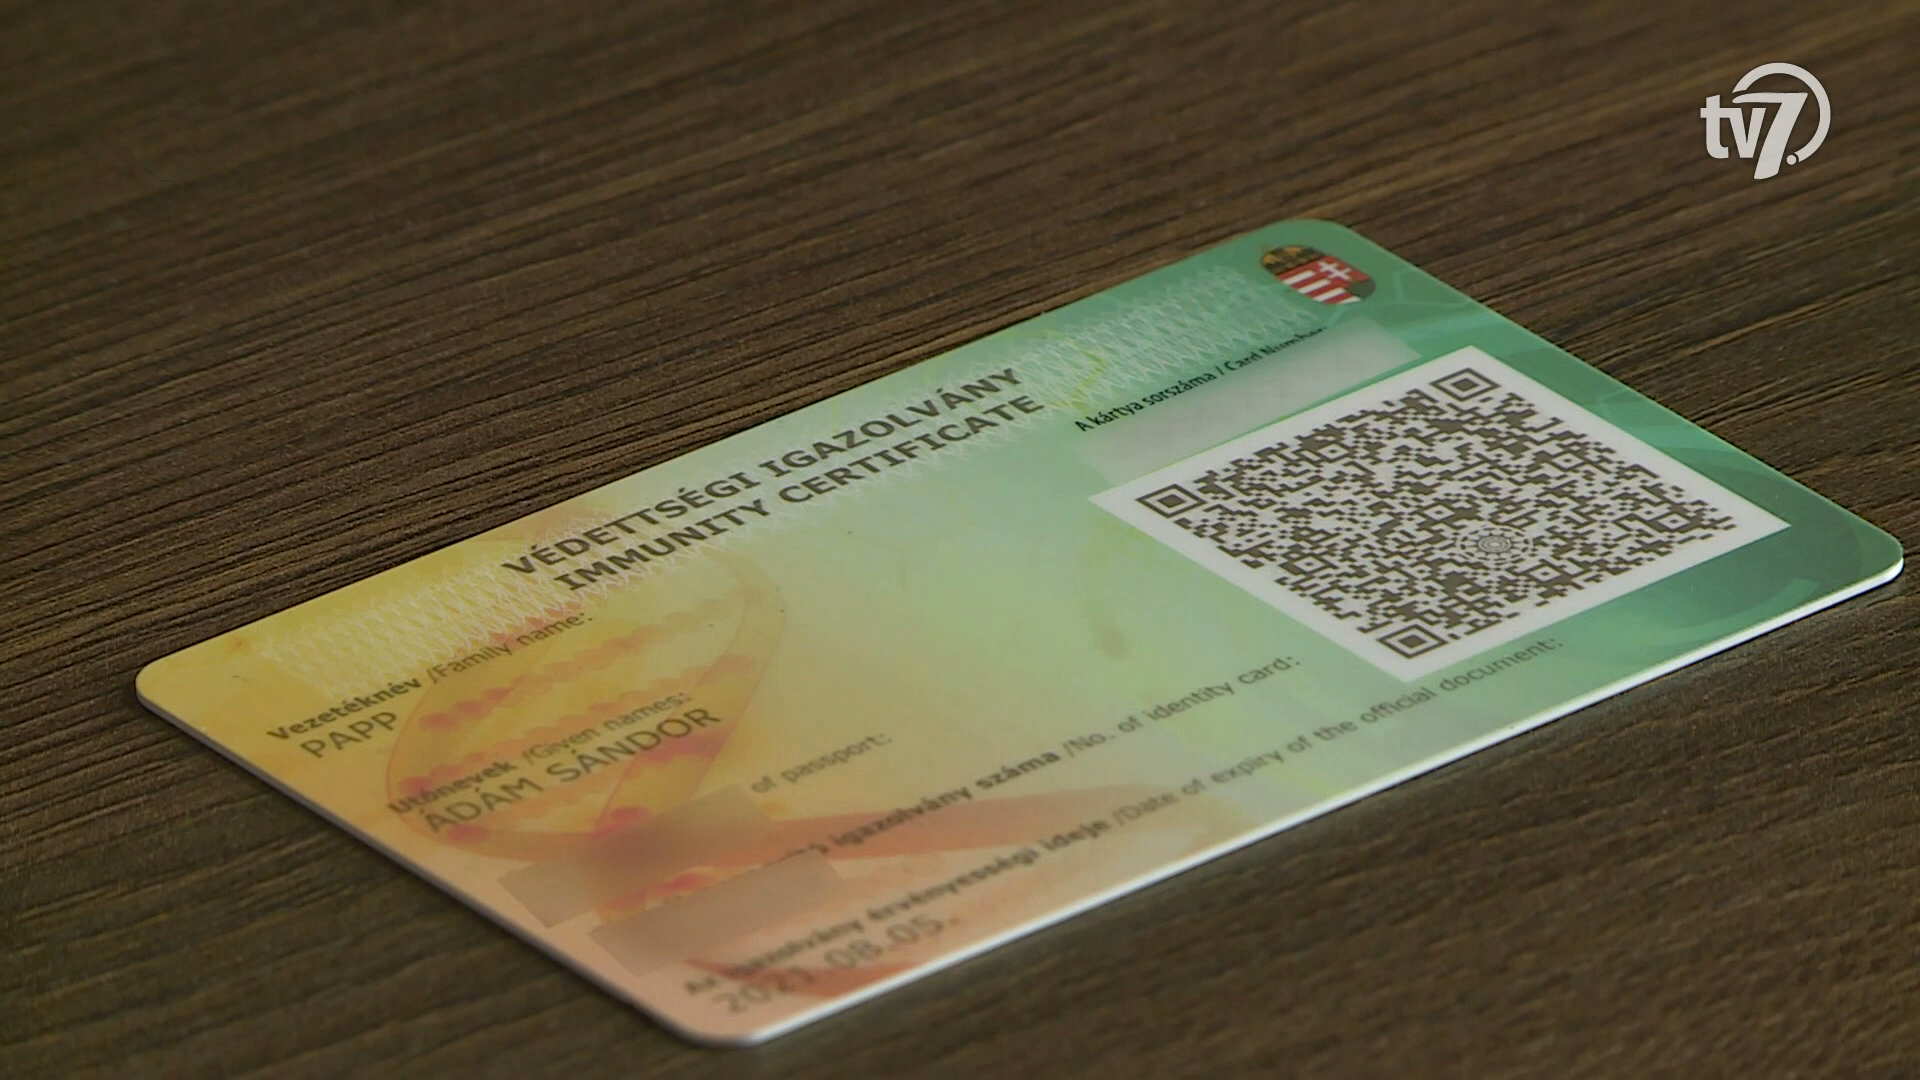 tv7.
VÉDETTSÉGI IGAZOLVÁNY
IMMUNITY CERTIFICATE
A kártya sorszáma / Card Number
Vezetéknév /Family name:
PAPP
Utónevek /Given names:
ÁDÁM SÁNDOR
of passport:
igazolvány száma /No. of identity card:
Az igazolvány érvényességi ideje /Date of expiry of the official document:
2021. 08.05.